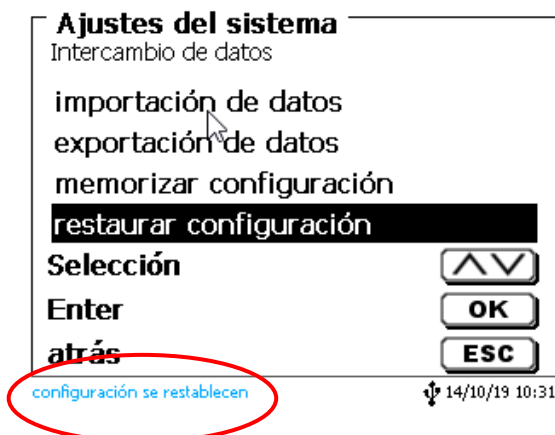 Ajustes del sistema
Intercambio de datos
importación de datos
exportación de datos
memorizar configuración
restaurar configuración
Selección
Enter OK
atrás ESC
configuración se restablecen 14/10/19 10:31